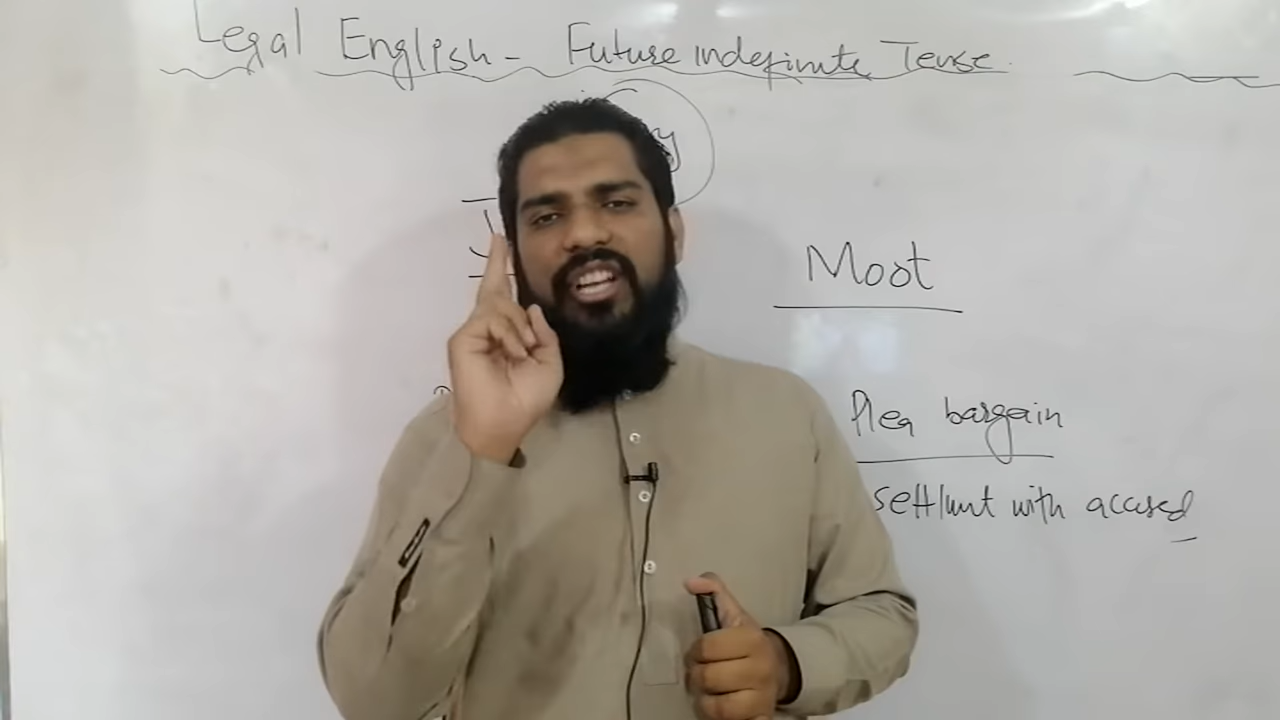 Legal English - Future indefinite Tense.
Moot
Plea bargain
settlmnt with accused